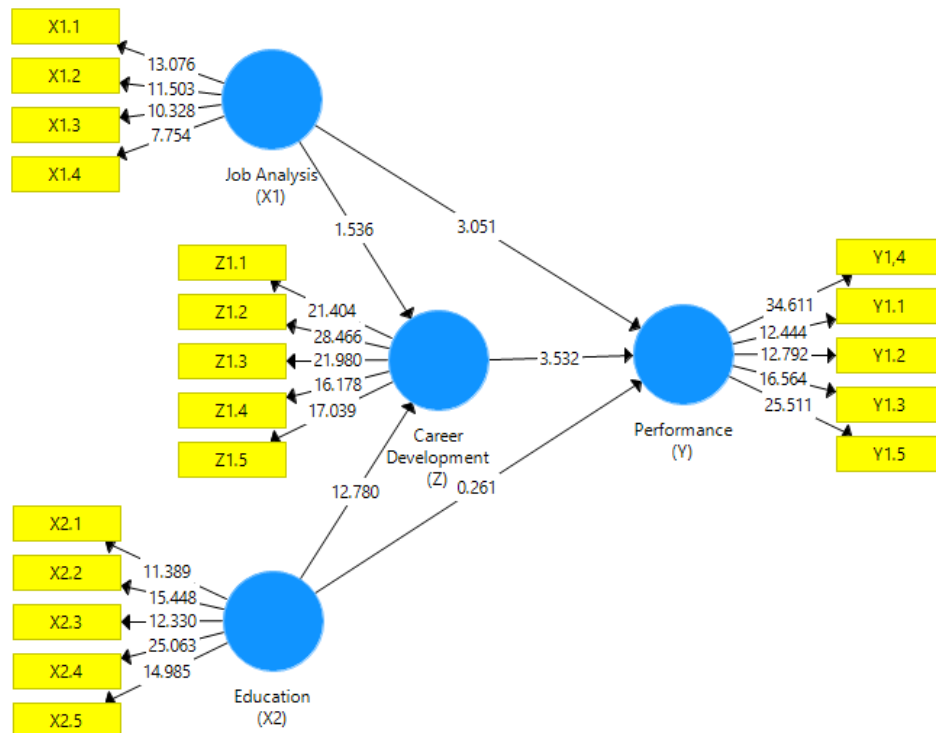 X1.1
X1.2
X1.3
X1.4
13.076
11.503
10.328
7.754
Job Analysis
(X1)
1.536
3.051
Z1.1
Z1.2
Z1.3
Z1.4
Z1.5
21.404
28.466
21.980
16.178
17.039
Career
Development
(Z)
3.532
Performance
(Y)
34.611
12.444
12.792
16.564
25.511
Y1,4
Y1.1
Y1.2
Y1.3
Y1.5
12.780
0.261
X2.1
X2.2
X2.3
X2.4
X2.5
11.389
15.448
12.330
25.063
14.985
Education
(X2)